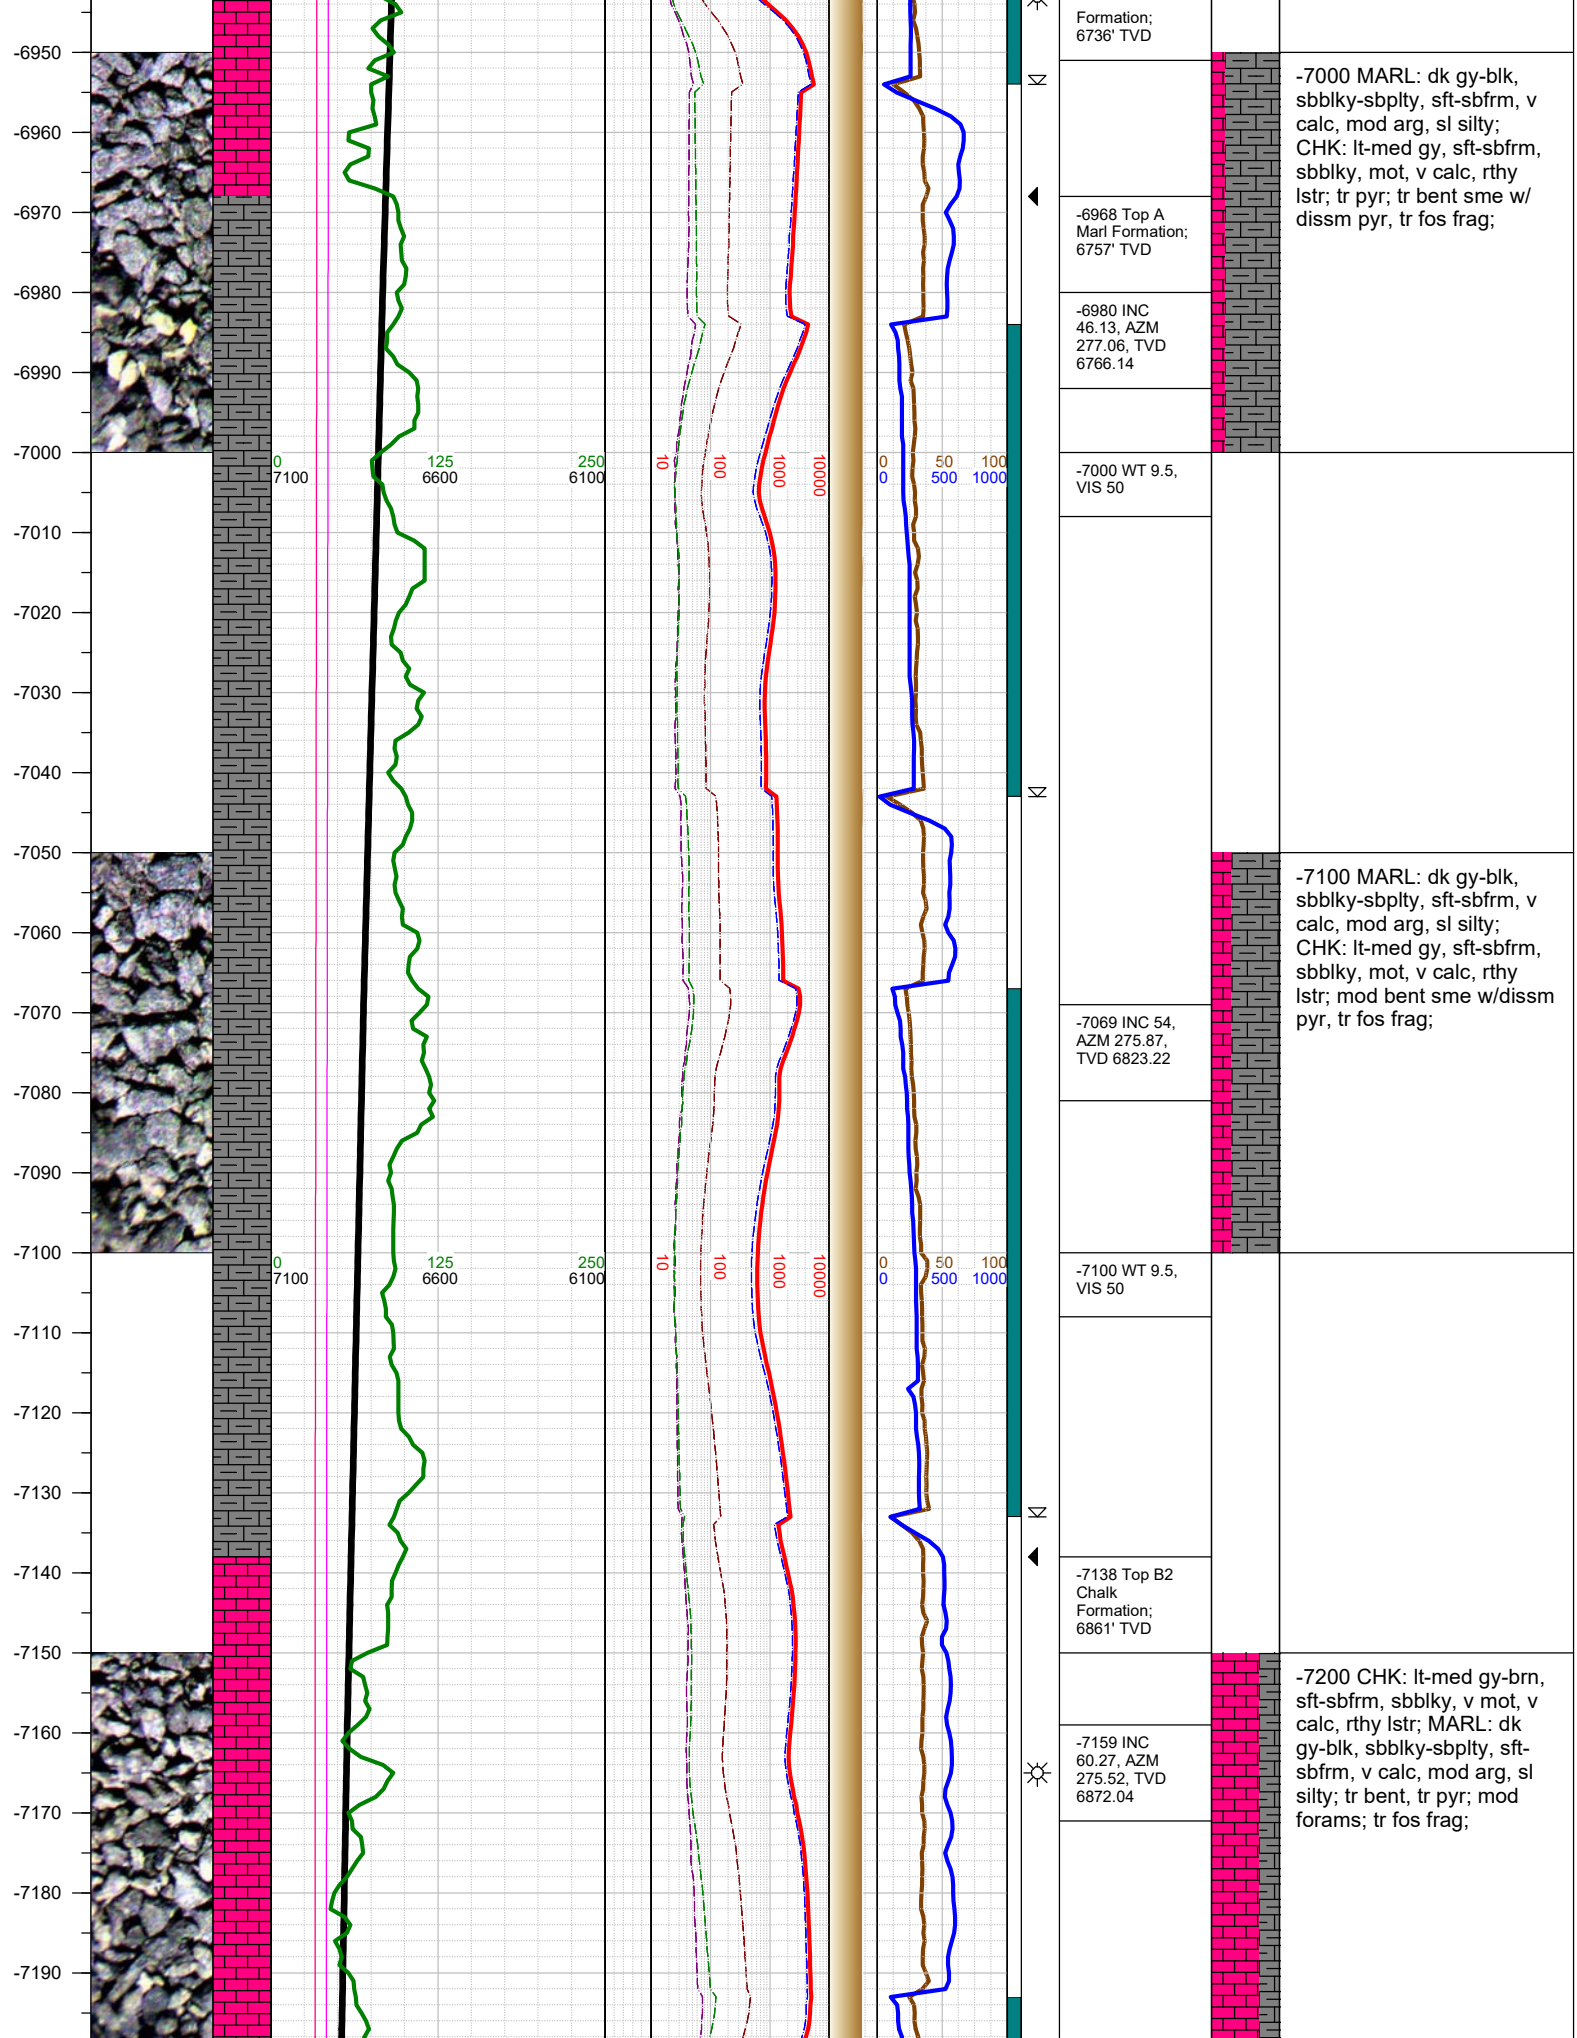 Formation;
6736' TVD
-6950
-7000 MARL: dk gy-blk,
sbblky-sbplty, sft-sbfrm, v
calc, mod arg, sl silty;
CHK: lt-med gy, sft-sbfrm,
sbblky, mot, v calc, rthy
lstr; tr pyr; tr bent sme w/
dissm pyr, tr fos frag;
-6960
-6970
-6968 Top A
Marl Formation;
6757' TVD
-6980
-6980 INC
46.13, AZM
277.06, TVD
6766.14
-6990
-7000
0 125 250
7100 6600 6100
10 100 1000 10000
0 50 100
0 500 1000
-7000 WT 9.5,
VIS 50
-7010
-7020
-7030
-7040
-7050
-7100 MARL: dk gy-blk,
sbblky-sbplty, sft-sbfrm, v
calc, mod arg, sl silty;
CHK: lt-med gy, sft-sbfrm,
sbblky, mot, v calc, rthy
lstr; mod bent sme w/dissm
pyr, tr fos frag;
-7060
-7070
-7069 INC 54,
AZM 275.87,
TVD 6823.22
-7080
-7090
-7100
0 125 250
7100 6600 6100
10 100 1000 10000
0 50 100
0 500 1000
-7100 WT 9.5,
VIS 50
-7110
-7120
-7130
-7140
-7138 Top B2
Chalk
Formation;
6861' TVD
-7150
-7200 CHK: lt-med gy-brn,
sft-sbfrm, sbblky, v mot, v
calc, rthy lstr; MARL: dk
gy-blk, sbblky-sbplty, sft-
sbfrm, v calc, mod arg, sl
silty; tr bent, tr pyr; mod
forams; tr fos frag;
-7160
-7159 INC
60.27, AZM
275.52, TVD
6872.04
-7170
-7180
-7190